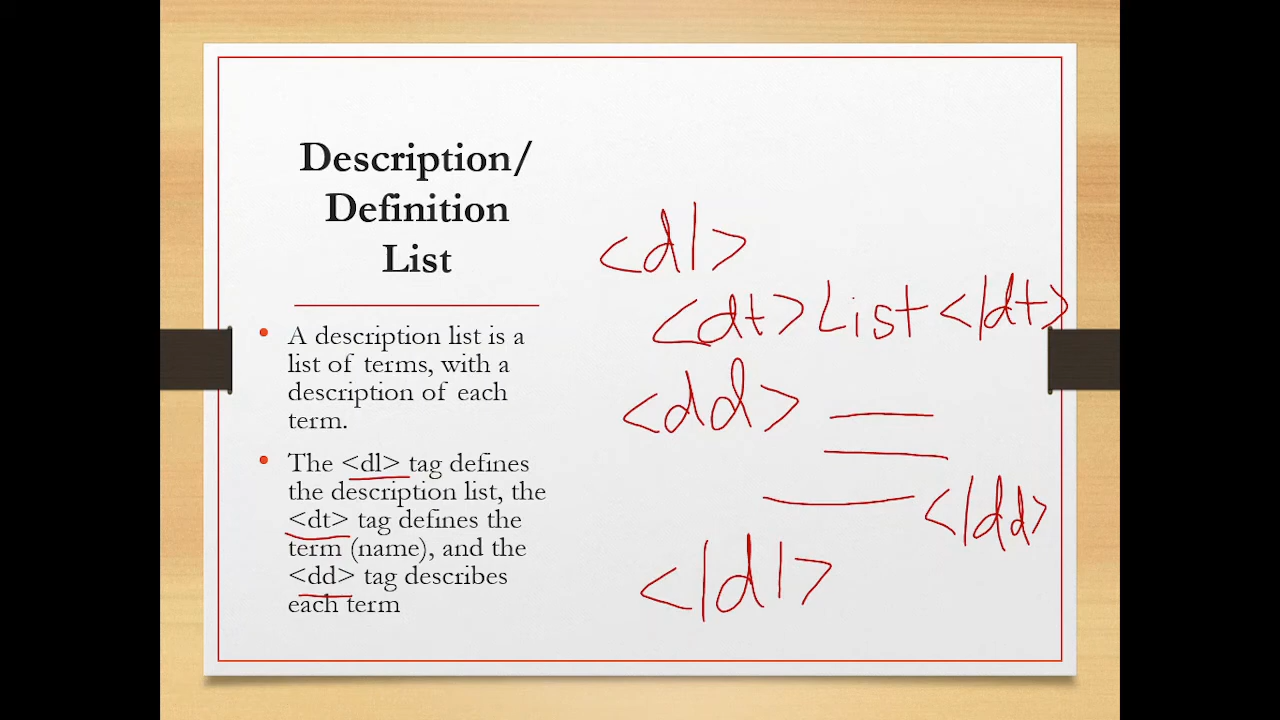 Description/
Definition
List
• A description list is a
list of terms, with a
description of each
term.
• The <dl> tag defines
the description list, the
<dt> tag defines the
term (name), and the
<dd> tag describes
each term
<dl>
<dt>List</dt>
<dd>
</dd>
</dl>